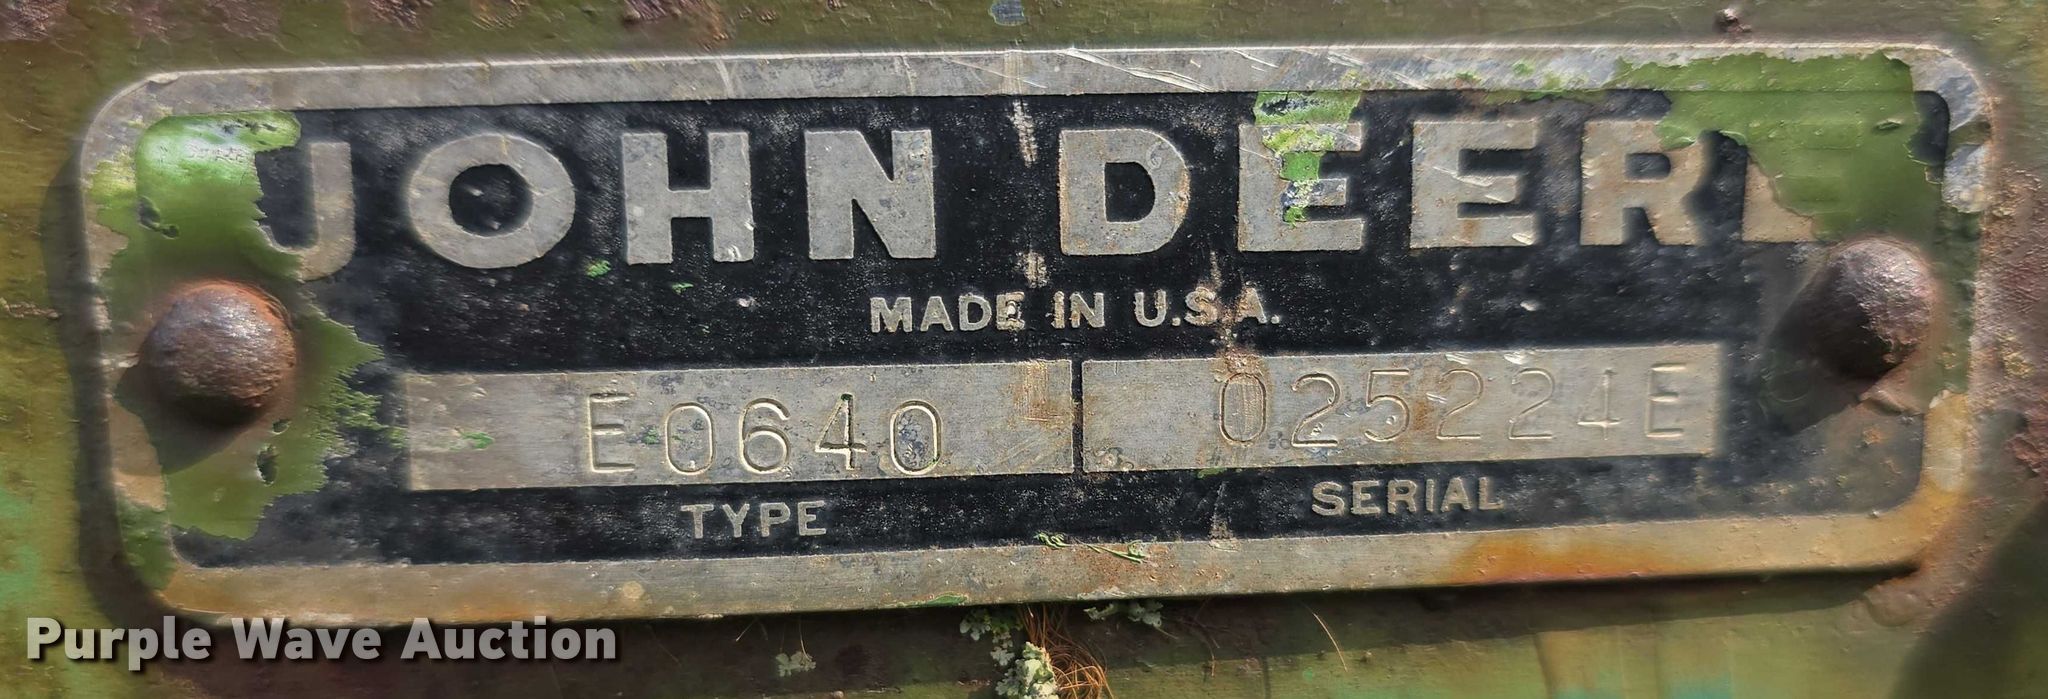 JOHN DEERE
MADE IN U.S.A.
E0640 025224E
TYPE SERIAL
Purple Wave Auction